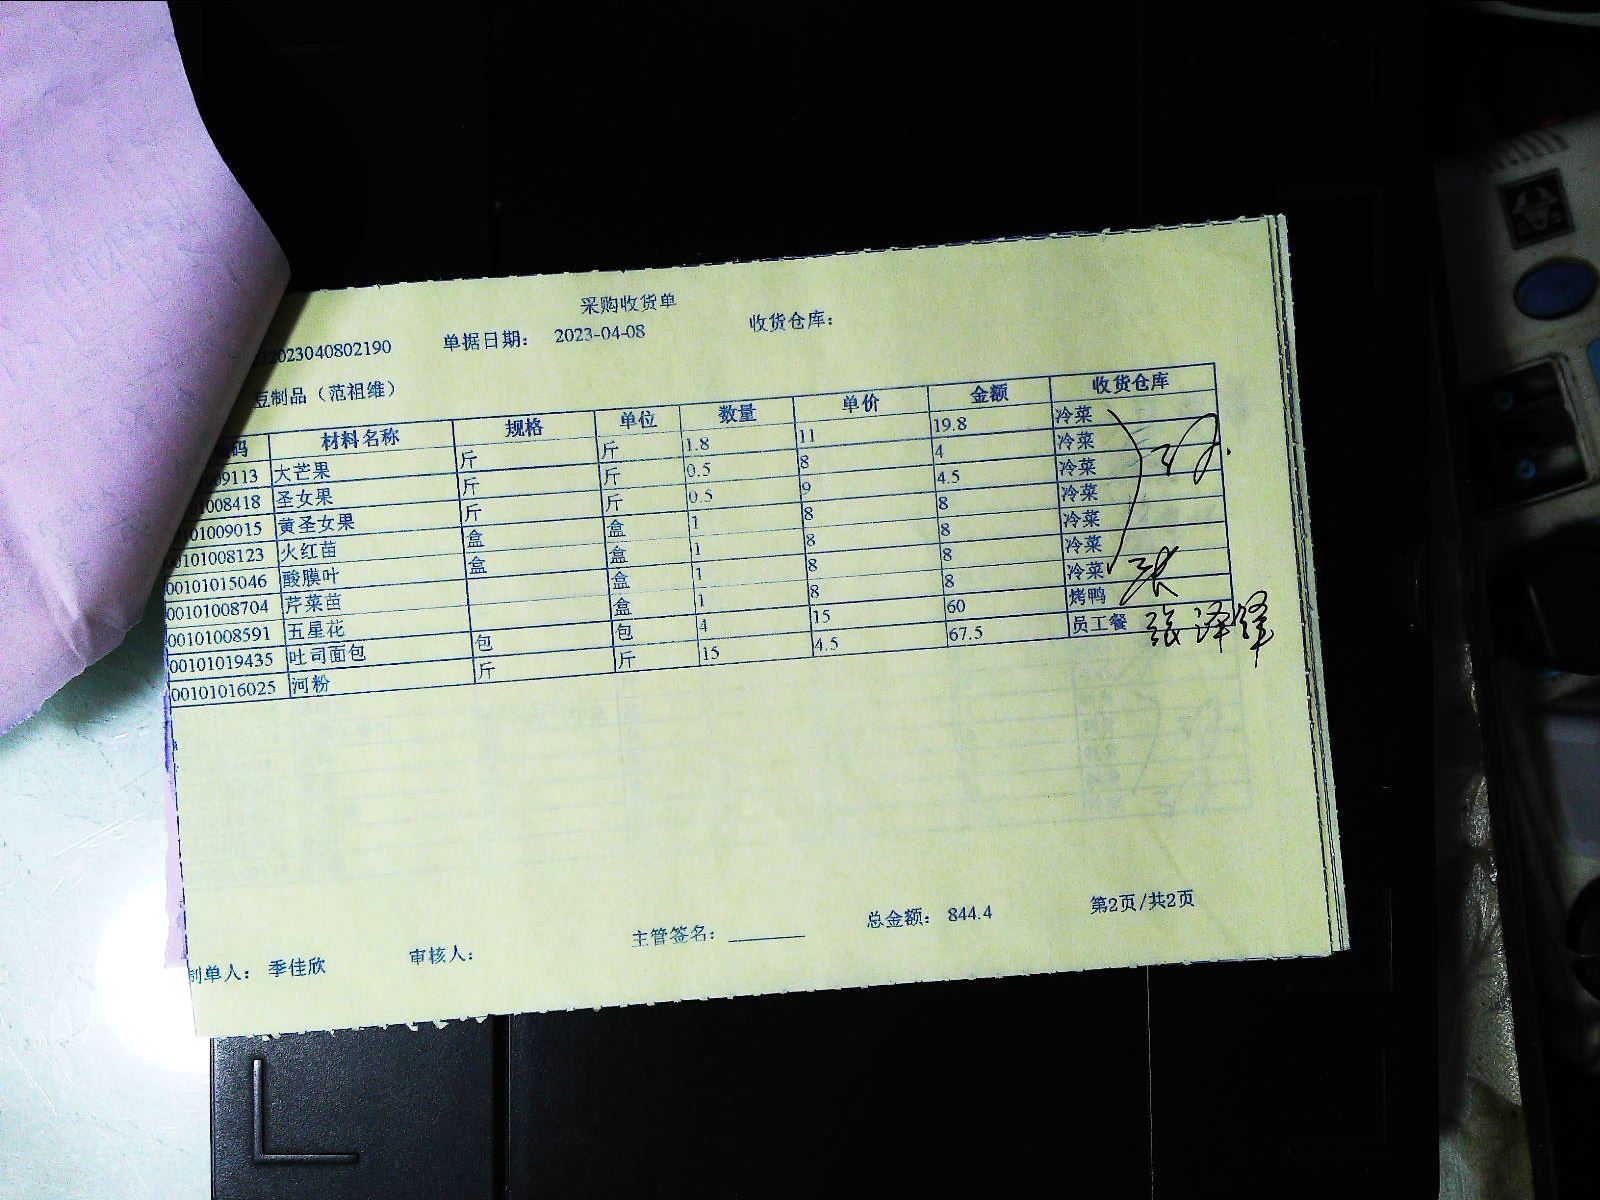 采购收货单
2023040802190 单据日期： 2023-04-08 收货仓库：
豆制品（范祖维）
码 材料名称 规格 单位 数量 单价 金额 收货仓库
09113 大芒果 斤 斤 1.8 11 19.8 冷菜
1008418 圣女果 斤 斤 0.5 8 4 冷菜
101009015 黄圣女果 斤 斤 0.5 9 4.5 冷菜
0101008123 火红苗 盒 盒 1 8 8 冷菜
00101015046 酸膜叶 盒 盒 1 8 8 冷菜
00101008704 芹菜苗 盒 1 8 8 冷菜
00101008591 五星花 盒 1 8 8 冷菜
00101019435 吐司面包 包 包 4 15 60 烤鸭
00101016025 河粉 斤 斤 15 4.5 67.5 员工餐
张泽锋
制单人： 季佳欣 审核人： 主管签名： 总金额： 844.4 第2页/共2页